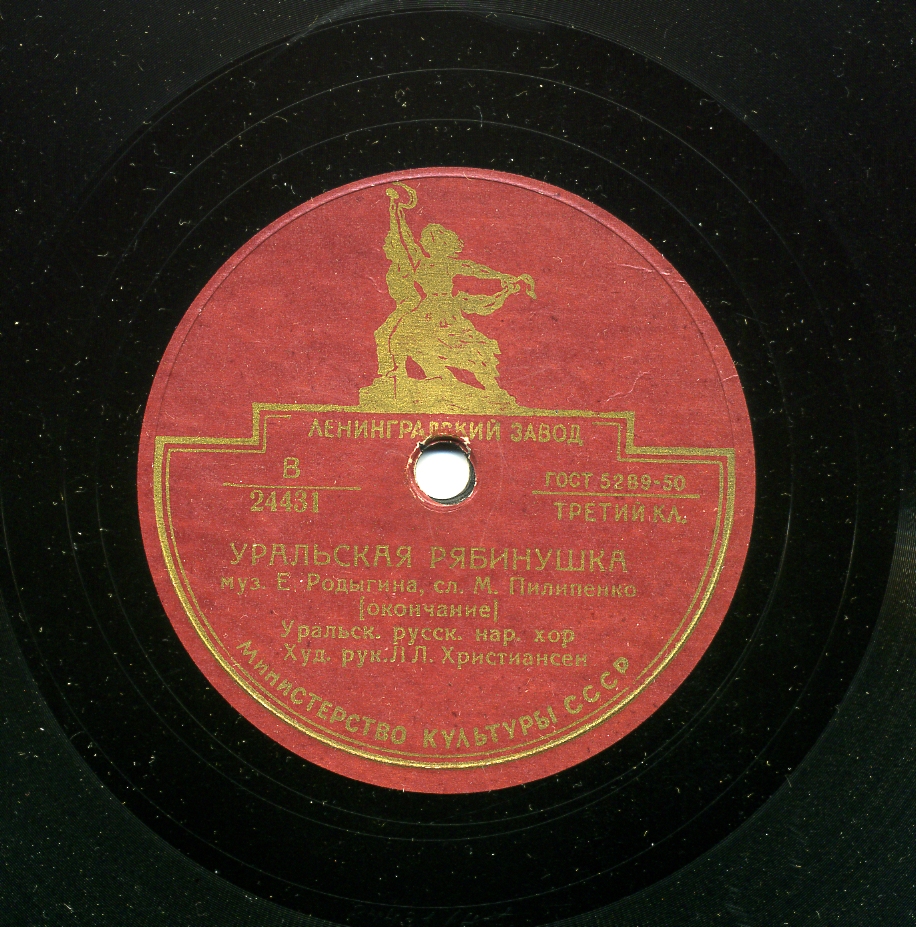 ЛЕНИНГРАДСКИЙ ЗАВОД
В
24431
ГОСТ 5289-50
ТРЕТИЙ КЛ.
УРАЛЬСКАЯ РЯБИНУШКА
муз. Е. Родыгина, сл. М. Пилипенко
[окончание]
Уральск. русск. нар. хор
Худ. рук. Л Л. Христиансен
МИНИСТЕРСТВО КУЛЬТУРЫ СССР